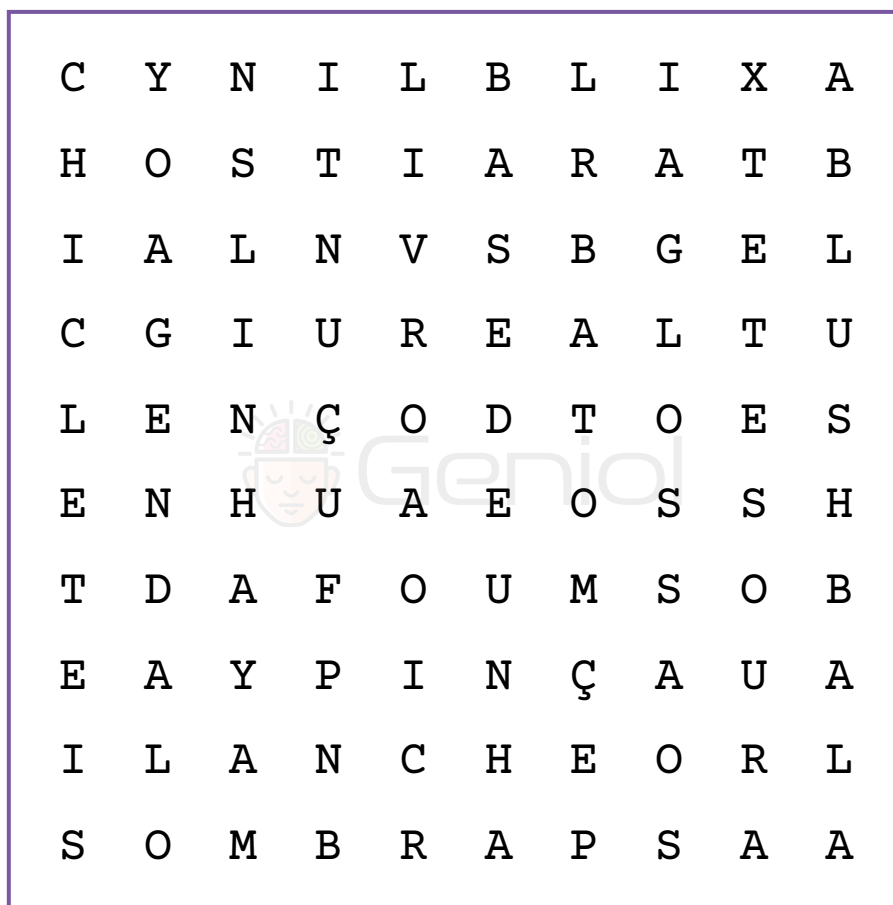 C Y N I L B L I X A
H O S T I A R A T B
I A L N V S B G E L
C G I U R E A L T U
L E N Ç O D T O E S
Geniol
E N H U A E O S S H
T D A F O U M S O B
E A Y P I N Ç A U A
I L A N C H E O R L
S O M B R A P S A A